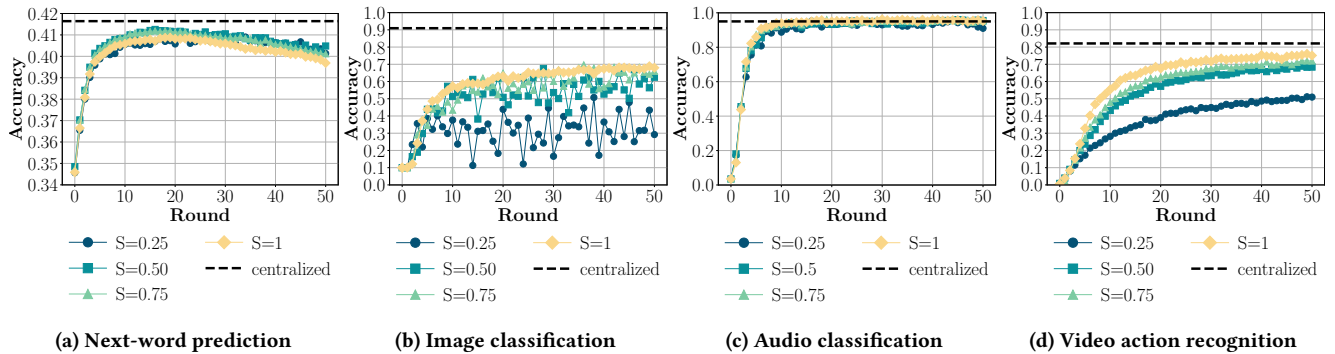 0.42
0.41
0.40
0.39
0.38
0.37
0.36
0.35
0.34
Accuracy
0 10 20 30 40 50
Round
S=0.25
S=0.50
S=0.75
S=1
centralized
(a) Next-word prediction
1.0
0.9
0.8
0.7
0.6
0.5
0.4
0.3
0.2
0.1
0.0
Accuracy
0 10 20 30 40 50
Round
S=0.25
S=0.50
S=0.75
S=1
centralized
(b) Image classification
1.0
0.8
0.6
0.4
0.2
0.0
Accuracy
0 10 20 30 40 50
Round
S=0.25
S=0.5
S=0.75
S=1
centralized
(c) Audio classification
1.0
0.9
0.8
0.7
0.6
0.5
0.4
0.3
0.2
0.1
0.0
Accuracy
0 10 20 30 40 50
Round
S=0.25
S=0.50
S=0.75
S=1
centralized
(d) Video action recognition